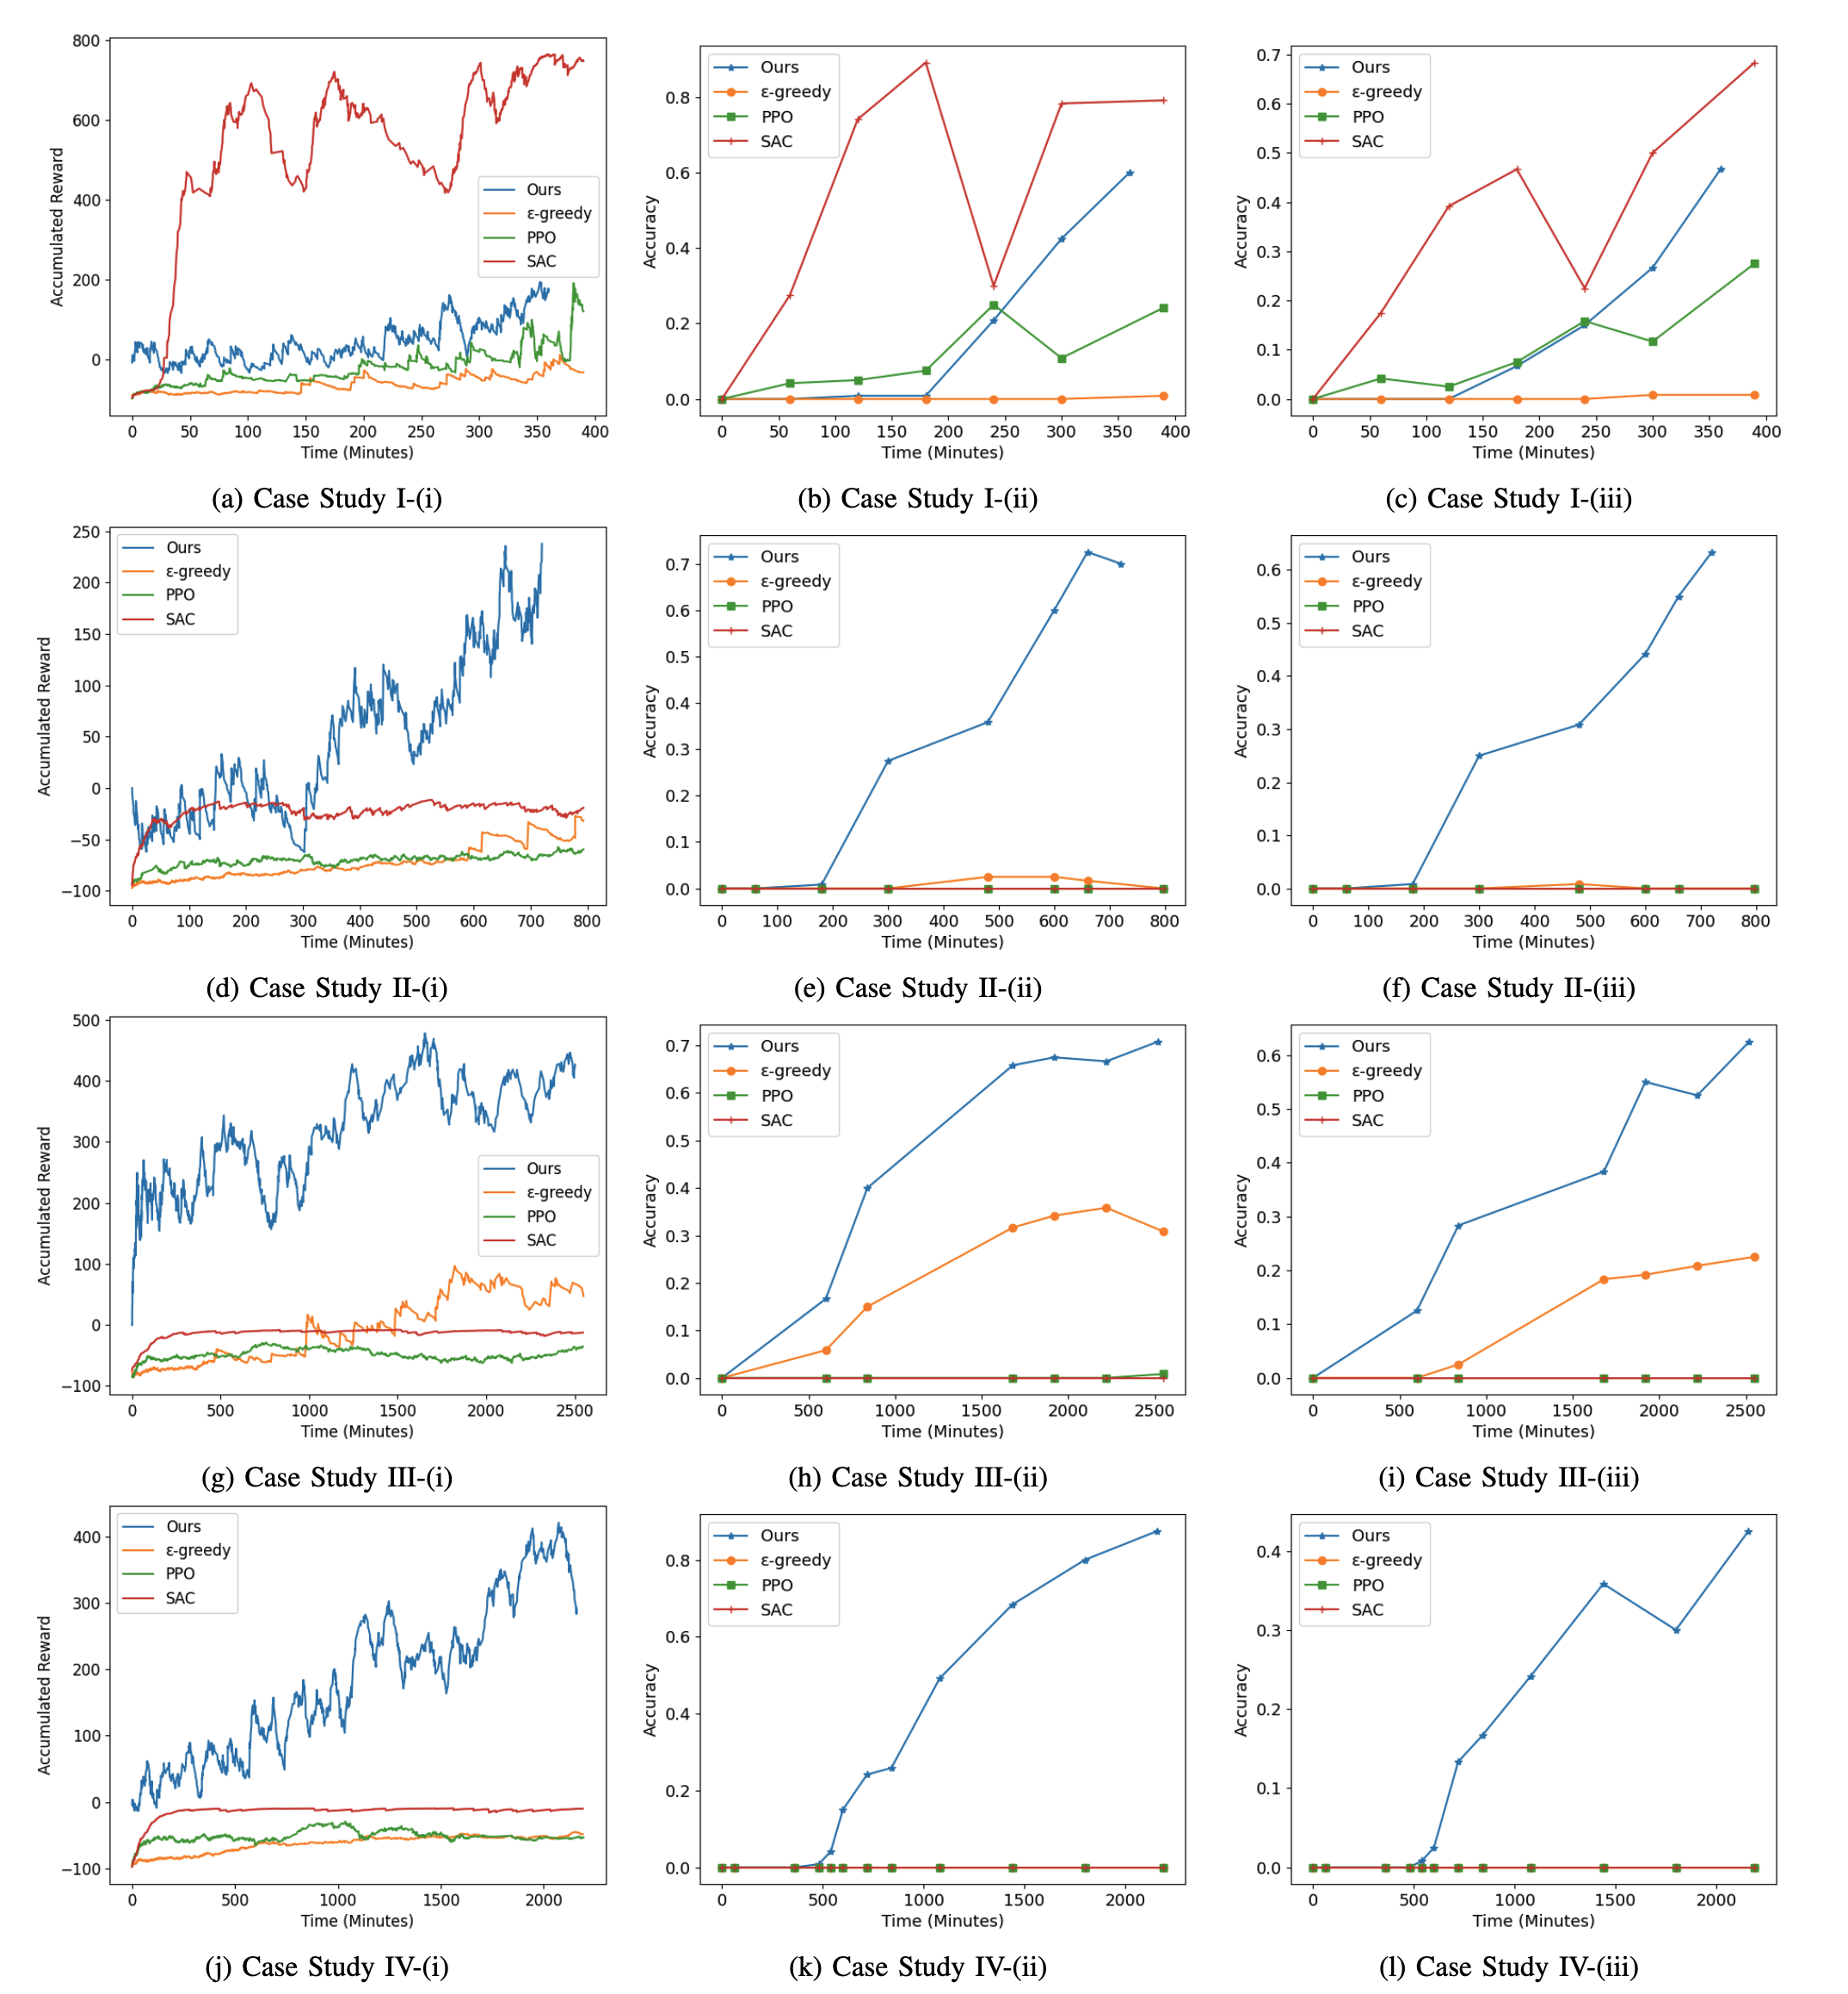 800
600
400
200
0
Accumulated Reward
Ours
ε-greedy
PPO
SAC
0 50 100 150 200 250 300 350 400
Time (Minutes)
(a) Case Study I-(i)
0.8
0.6
0.4
0.2
0.0
Accuracy
Ours
ε-greedy
PPO
SAC
0 50 100 150 200 250 300 350 400
Time (Minutes)
(b) Case Study I-(ii)
0.7
0.6
0.5
0.4
0.3
0.2
0.1
0.0
Accuracy
Ours
ε-greedy
PPO
SAC
0 50 100 150 200 250 300 350 400
Time (Minutes)
(c) Case Study I-(iii)
250
200
150
100
50
0
−50
−100
Accumulated Reward
Ours
ε-greedy
PPO
SAC
0 100 200 300 400 500 600 700 800
Time (Minutes)
(d) Case Study II-(i)
0.7
0.6
0.5
0.4
0.3
0.2
0.1
0.0
Accuracy
Ours
ε-greedy
PPO
SAC
0 100 200 300 400 500 600 700 800
Time (Minutes)
(e) Case Study II-(ii)
0.6
0.5
0.4
0.3
0.2
0.1
0.0
Accuracy
Ours
ε-greedy
PPO
SAC
0 100 200 300 400 500 600 700 800
Time (Minutes)
(f) Case Study II-(iii)
500
400
300
200
100
0
−100
Accumulated Reward
Ours
ε-greedy
PPO
SAC
0 500 1000 1500 2000 2500
Time (Minutes)
(g) Case Study III-(i)
0.7
0.6
0.5
0.4
0.3
0.2
0.1
0.0
Accuracy
Ours
ε-greedy
PPO
SAC
0 500 1000 1500 2000 2500
Time (Minutes)
(h) Case Study III-(ii)
0.6
0.5
0.4
0.3
0.2
0.1
0.0
Accuracy
Ours
ε-greedy
PPO
SAC
0 500 1000 1500 2000 2500
Time (Minutes)
(i) Case Study III-(iii)
400
300
200
100
0
−100
Accumulated Reward
Ours
ε-greedy
PPO
SAC
0 500 1000 1500 2000
Time (Minutes)
(j) Case Study IV-(i)
0.8
0.6
0.4
0.2
0.0
Accuracy
Ours
ε-greedy
PPO
SAC
0 500 1000 1500 2000
Time (Minutes)
(k) Case Study IV-(ii)
0.4
0.3
0.2
0.1
0.0
Accuracy
Ours
ε-greedy
PPO
SAC
0 500 1000 1500 2000
Time (Minutes)
(l) Case Study IV-(iii)